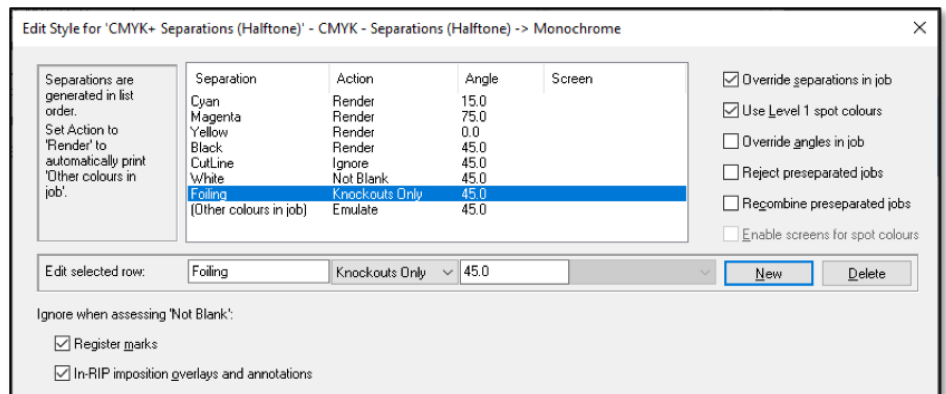 Edit Style for 'CMYK+ Separations (Halftone)' - CMYK - Separations (Halftone) -> Monochrome
Separations are
generated in list
order.
Set Action to
'Render' to
automatically print
'Other colours in
job'.
Separation Action Angle Screen
Cyan Render 15.0
Magenta Render 75.0
Yellow Render 0.0
Black Render 45.0
CutLine Ignore 45.0
White Not Blank 45.0
Foiling Knockouts Only 45.0
(Other colours in job) Emulate 45.0
Override separations in job
Use Level 1 spot colours
Override angles in job
Reject preseparated jobs
Recombine preseparated jobs
Enable screens for spot colours
Edit selected row: Foiling Knockouts Only 45.0 New Delete
Ignore when assessing 'Not Blank':
Register marks
In-RIP imposition overlays and annotations